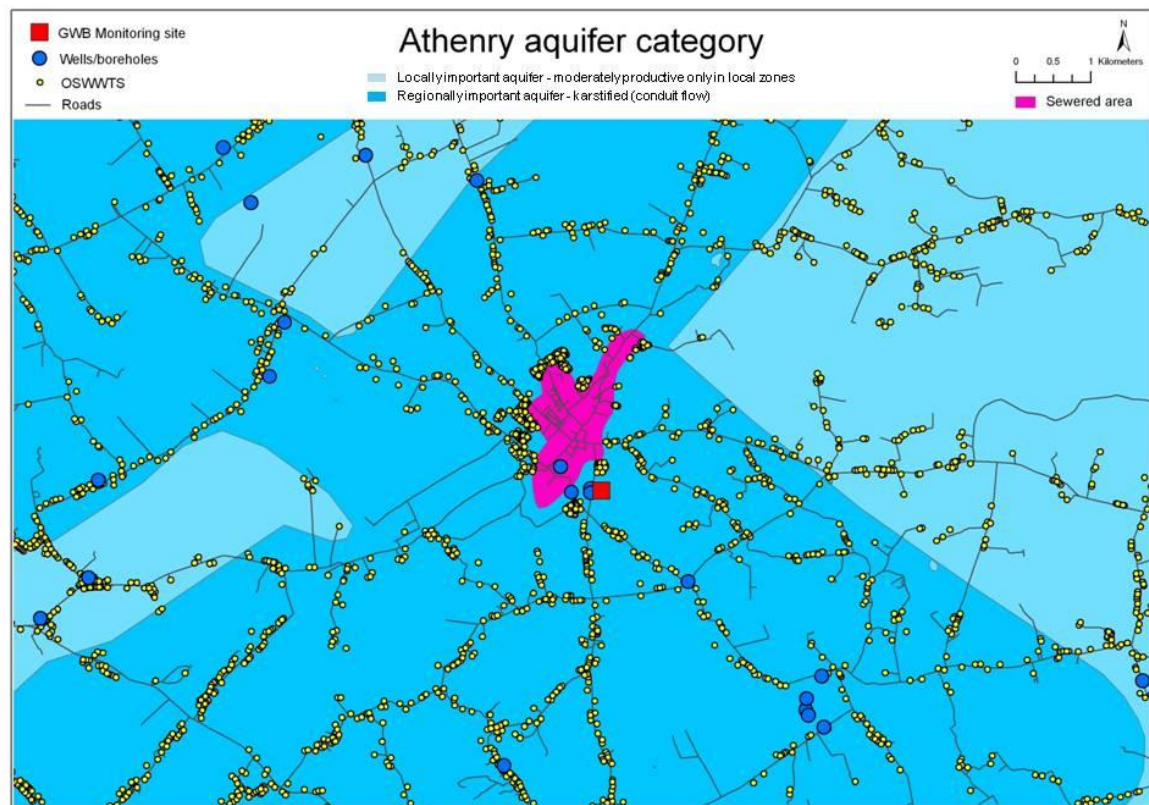 GWB Monitoring site
Wells/boreholes
OSWWTS
Roads
Athenry aquifer category
Locally important aquifer - moderately productive only in local zones
Regionally important aquifer - karstified (conduit flow)
N
0 0.5 1 Kilometers
Sewered area